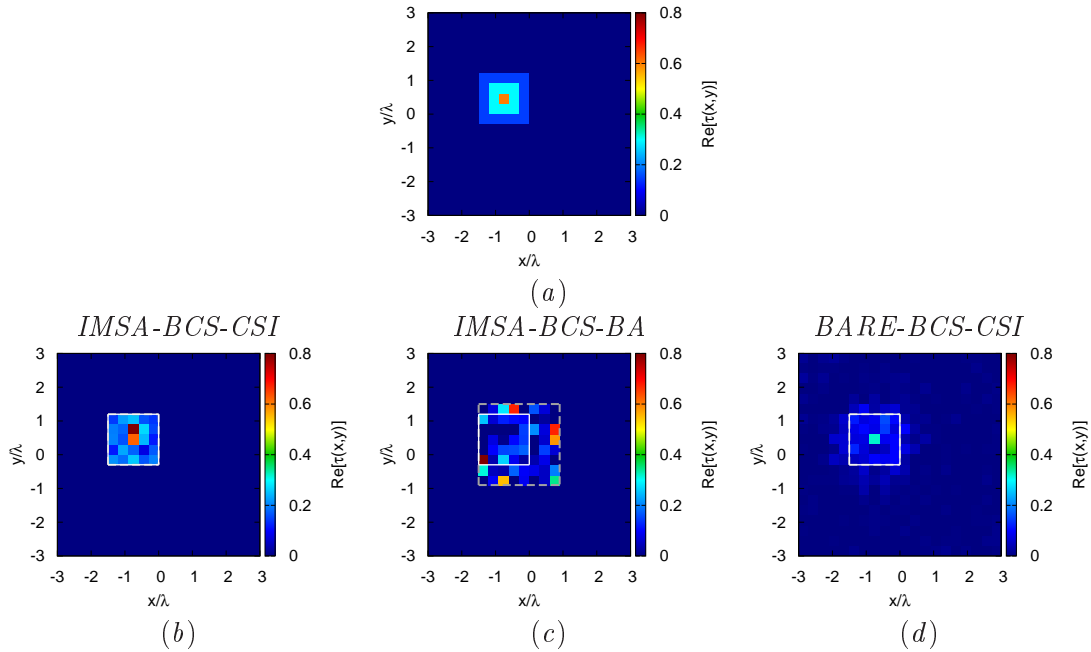 3
2
1
0
-1
-2
-3
y/λ
-3 -2 -1 0 1 2 3
x/λ
0.8
0.6
0.4
0.2
0
Re[τ(x,y)]
(a)
IMSA-BCS-CSI
3
2
1
0
-1
-2
-3
y/λ
-3 -2 -1 0 1 2 3
x/λ
0.8
0.6
0.4
0.2
0
Re[τ(x,y)]
(b)
IMSA-BCS-BA
3
2
1
0
-1
-2
-3
y/λ
-3 -2 -1 0 1 2 3
x/λ
0.8
0.6
0.4
0.2
0
Re[τ(x,y)]
(c)
BARE-BCS-CSI
3
2
1
0
-1
-2
-3
y/λ
-3 -2 -1 0 1 2 3
x/λ
0.8
0.6
0.4
0.2
0
Re[τ(x,y)]
(d)